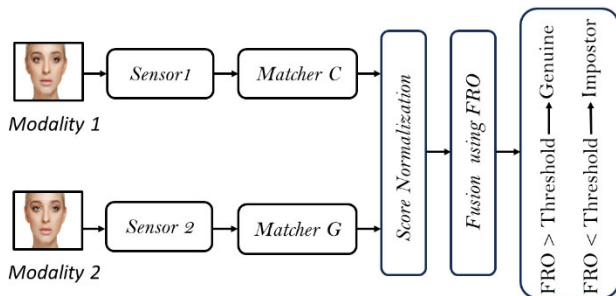 Sensor1
Matcher C
Modality 1
Sensor 2
Matcher G
Modality 2
Score Normalization
Fusion using FRO
FRO > Threshold → Genuine
FRO < Threshold → Impostor